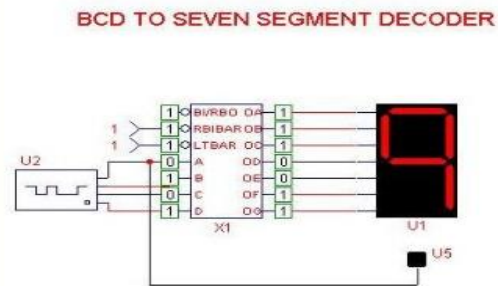 BCD TO SEVEN SEGMENT DECODER
1 BI/RBO OA 1
1 1 RBIBAR OB 1
1 1 LTBAR OC 1
U2
0 A OD 0
1 B OE 0
0 C OF 1
1 D OG 1
X1
U1
U5